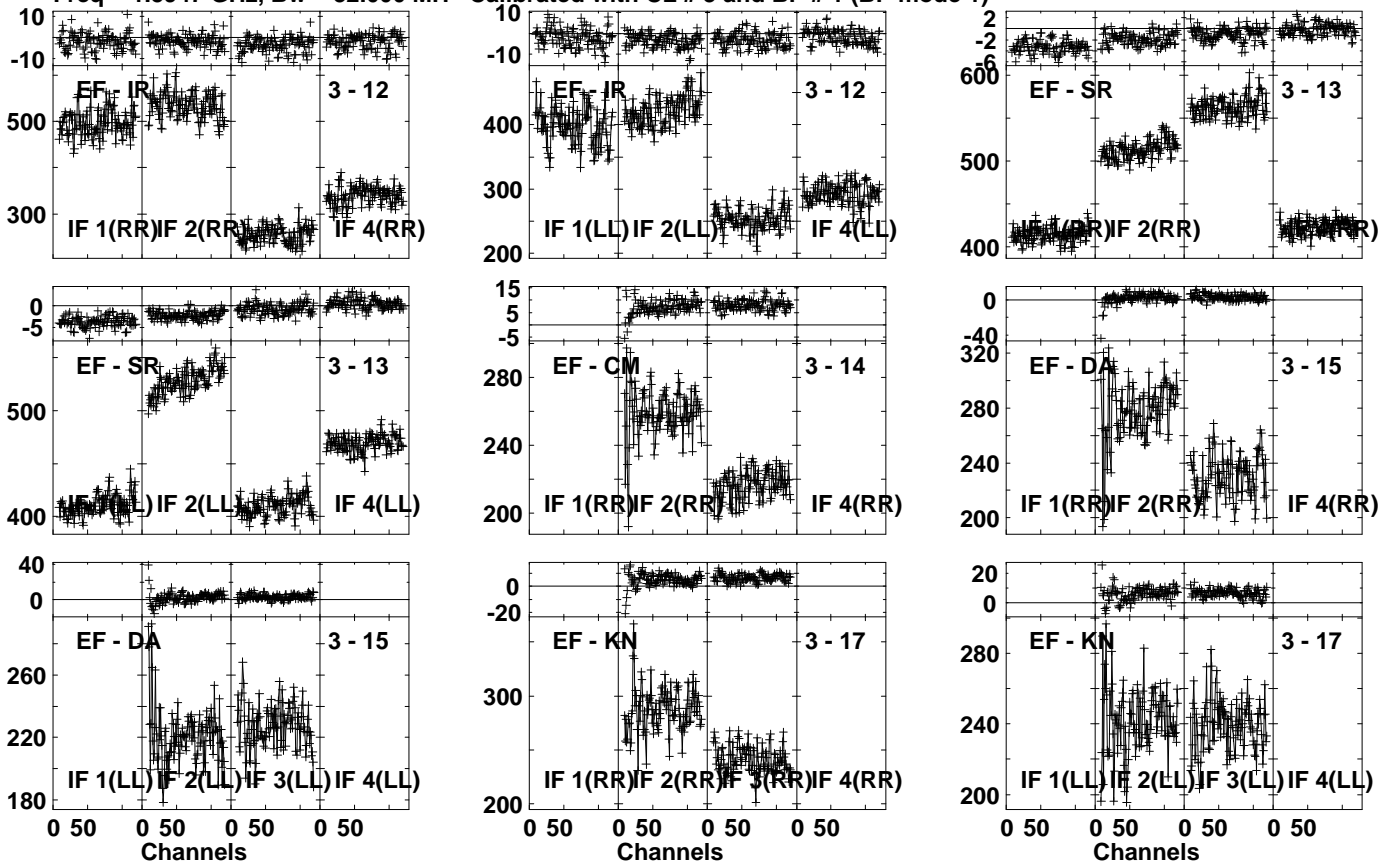 Calibrated with and (BP mode 1)
10
-10
EF - IR 3 - 12
500
300
IF 1(RR) IF 2(RR) IF 4(RR)
10
-10
EF - IR 3 - 12
400
300
200
IF 1(LL) IF 2(LL) IF 4(LL)
2
-2
-6
600
EF - SR 3 - 13
500
400
IF 2(RR)
0
-5
EF - SR 3 - 13
500
400
IF 2(LL) IF 4(LL)
15
5
-5
EF - CM 3 - 14
280
240
200
IF 1(RR) IF 2(RR) IF 4(RR)
0
-40
320
EF - DA 3 - 15
280
240
200
IF 1(RR) IF 2(RR) IF 4(RR)
40
0
EF - DA 3 - 15
260
220
180
IF 1(LL) IF 2(LL) IF 3(LL) IF 4(LL)
0 50 0 50 0 50 0 50
Channels
0
-20
EF - KN 3 - 17
300
200
IF 1(RR) IF 2(RR) IF 3(RR) IF 4(RR)
0 50 0 50 0 50 0 50
Channels
20
0
EF - KN 3 - 17
280
240
200
IF 1(LL) IF 2(LL) IF 3(LL) IF 4(LL)
0 50 0 50 0 50 0 50
Channels